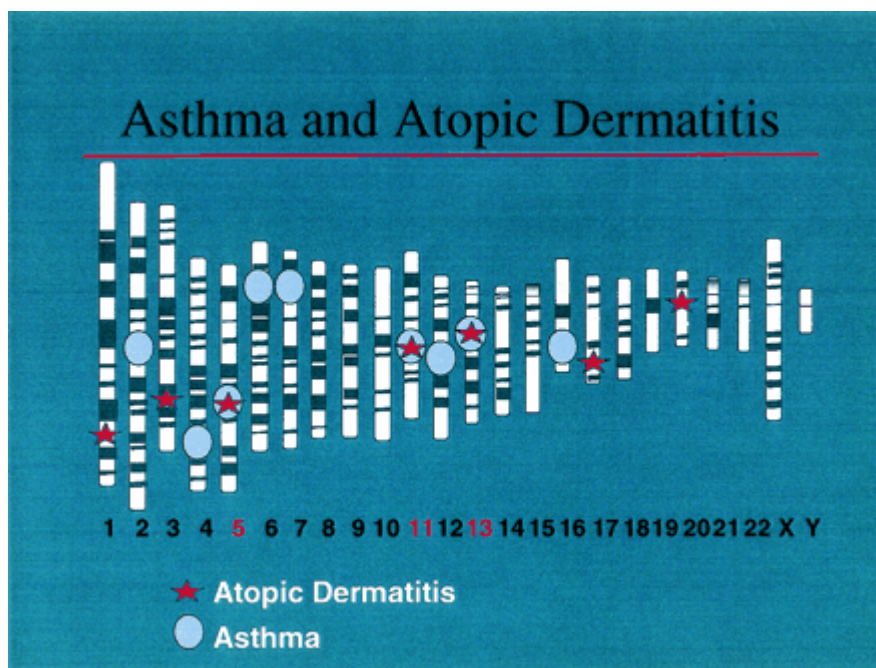 Asthma and Atopic Dermatitis
1 2 3 4 5 6 7 8 9 10 11 12 13 14 15 16 17 18 19 20 21 22 X Y
Atopic Dermatitis
Asthma